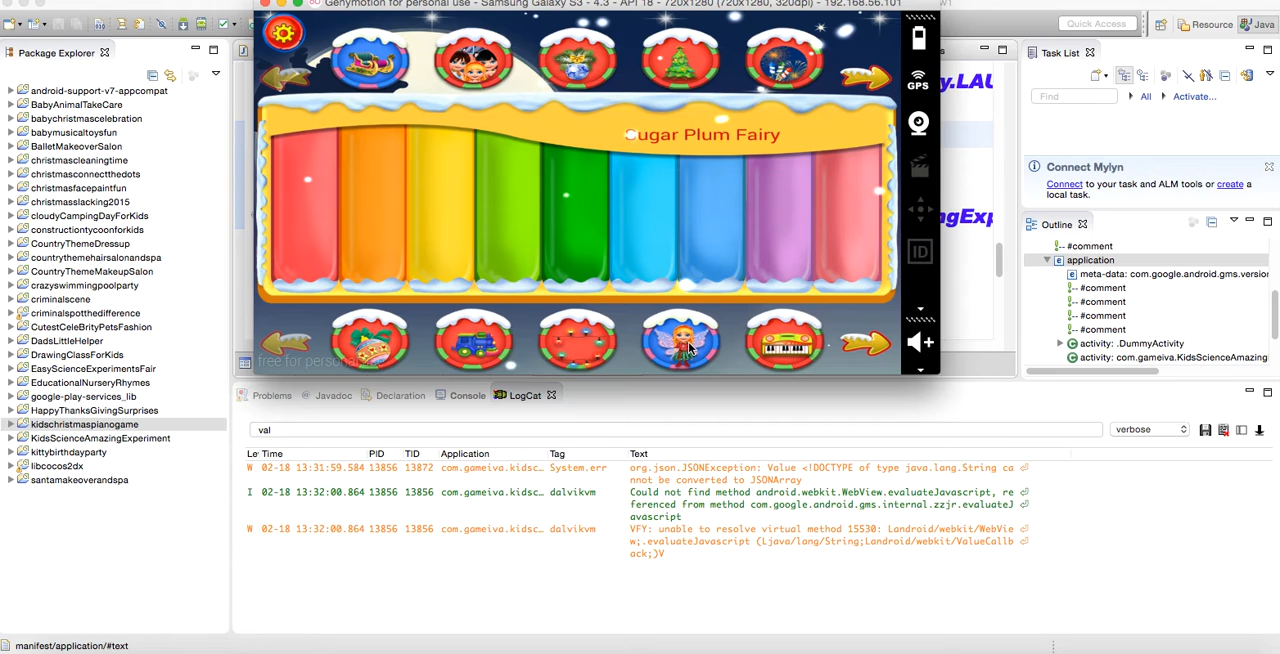 Genymotion for personal use - Samsung Galaxy S3 - 4.3 - API 18 - 720x1280 (720x1280, 320dpi) - 192.168.56.101
Quick Access
Resource
Java
Package Explorer
android-support-v7-appcompat
BabyAnimalTakeCare
babychristmascelebration
babymusicaltoysfun
BalletMakeoverSalon
christmascleaningtime
christmasconnectthedots
christmasfacepaintfun
christmasslacking2015
cloudyCampingDayForKids
constructioncityoonforkids
CountryThemeDressup
countrythemehairsalonandspa
CountryThemeMakeupSalon
crazyswimmingpoolparty
criminalscene
criminalspotthedifference
CutestCeleBrityPetsFashion
DadsLittleHelper
DrawingClassForKids
EasyScienceExperimentsFair
EducationalNurseryRhymes
google-play-services_lib
HappyThanksGivingSurprises
kidschristmaspianogame
KidsScienceAmazingExperiment
kittybirthdayparty
libcocos2dx
santamakeoverandspa
Sugar Plum Fairy
free for personal
GPS
ID
y.LAU
ngExp
Task List
Find
All
Activate...
Connect Mylyn
Connect to your task and ALM tools or create a
local task.
Outline
#comment
application
meta-data: com.google.android.gms.version
#comment
#comment
#comment
#comment
activity: .DummyActivity
activity: com.gameiva.KidsScienceAmazing
Problems
Javadoc
Declaration
Console
LogCat
val
verbose
Le Time PID TID Application Tag Text
W 02-18 13:31:59.584 13856 13872 com.gameiva.kidsc… System.err org.json.JSONException: Value <!DOCTYPE of type java.lang.String ca
nnot be converted to JSONArray
I 02-18 13:32:00.864 13856 13856 com.gameiva.kidsc… dalvikvm Could not find method android.webkit.WebView.evaluateJavascript, re
ferenced from method com.google.android.gms.internal.zzjr.evaluateJ
avascript
W 02-18 13:32:00.864 13856 13856 com.gameiva.kidsc… dalvikvm VFY: unable to resolve virtual method 15530: Landroid/webkit/WebVie
w;.evaluateJavascript (Ljava/lang/String;Landroid/webkit/ValueCallb
ack;)V
manifest/application/#text